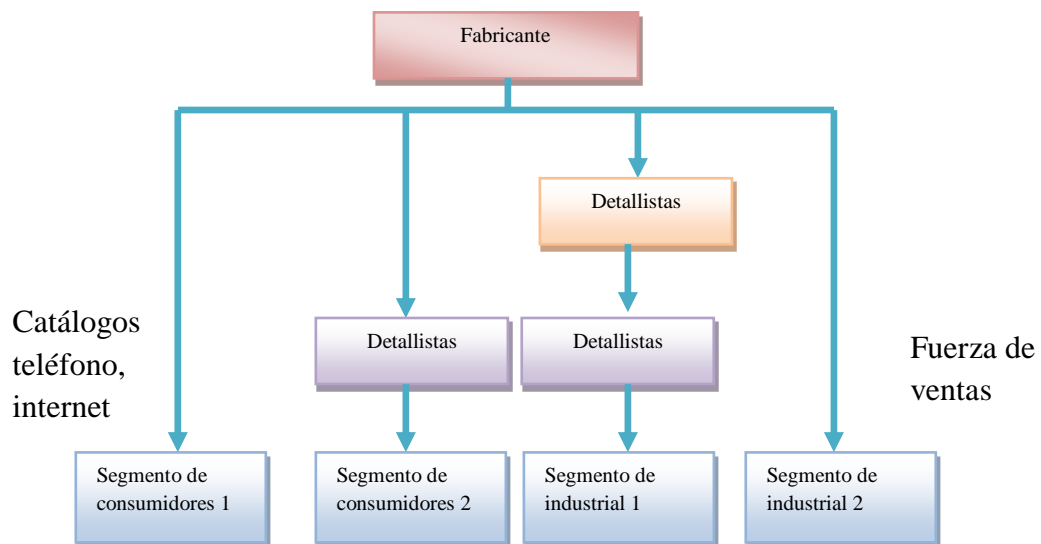 Fabricante
Detallistas
Catálogos
teléfono,
internet
Detallistas
Detallistas
Fuerza de
ventas
Segmento de
consumidores 1
Segmento de
consumidores 2
Segmento de
industrial 1
Segmento de
industrial 2